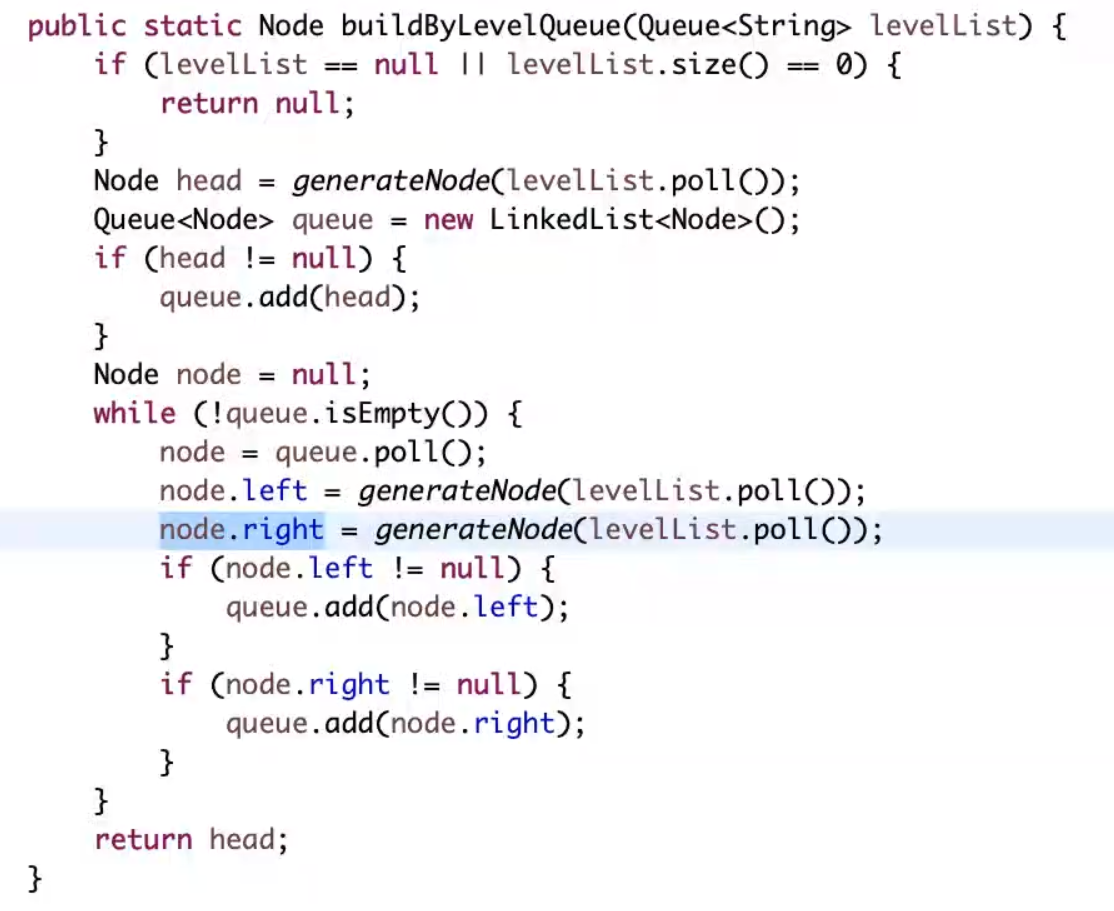 public static Node buildByLevelQueue(Queue<String> levelList) {
    if (levelList == null || levelList.size() == 0) {
        return null;
    }
    Node head = generateNode(levelList.poll());
    Queue<Node> queue = new LinkedList<Node>();
    if (head != null) {
        queue.add(head);
    }
    Node node = null;
    while (!queue.isEmpty()) {
        node = queue.poll();
        node.left = generateNode(levelList.poll());
        node.right = generateNode(levelList.poll());
        if (node.left != null) {
            queue.add(node.left);
        }
        if (node.right != null) {
            queue.add(node.right);
        }
    }
    return head;
}